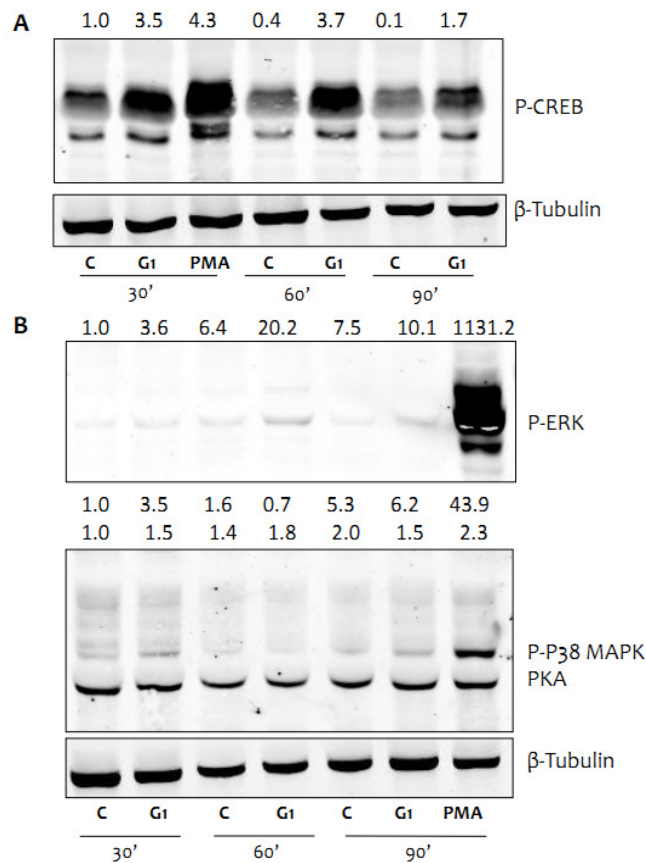 A 1.0 3.5 4.3 0.4 3.7 0.1 1.7
P-CREB
β-Tubulin
C G1 PMA C G1 C G1
30' 60' 90'
B 1.0 3.6 6.4 20.2 7.5 10.1 1131.2
P-ERK
1.0 3.5 1.6 0.7 5.3 6.2 43.9
1.0 1.5 1.4 1.8 2.0 1.5 2.3
P-P38 MAPK
PKA
β-Tubulin
C G1 C G1 C G1 PMA
30' 60' 90'